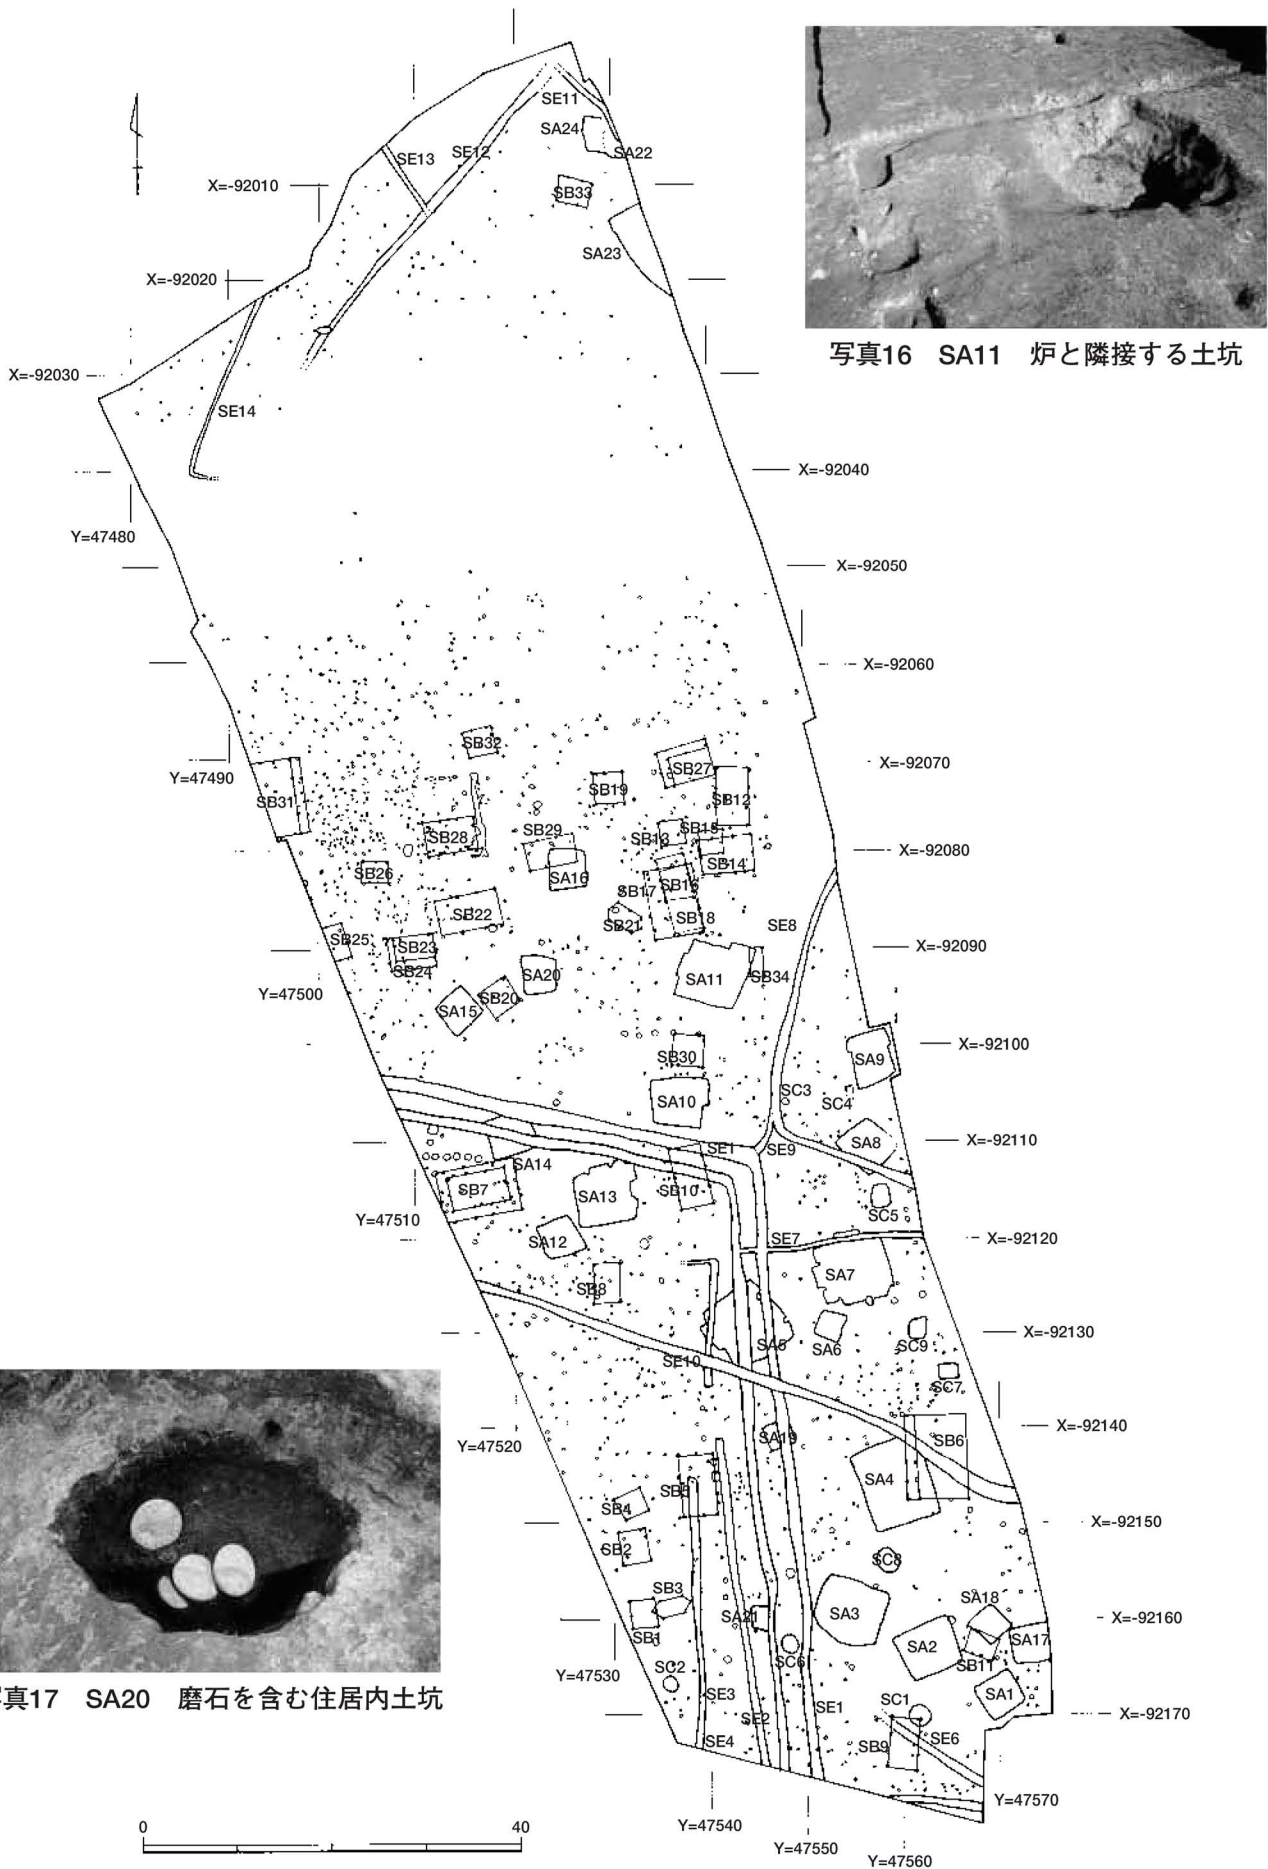 SE11
SA24
SE12
SE13
SA22
X=-92010
SB33
SA23
X=-92020
写真16 SA11 炉と隣接する土坑
X=-92030
SE14
X=-92040
Y=47480
X=-92050
X=-92060
SB32
X=-92070
SB27
Y=47490
SB19
SB31
SB12
SB29
SB15
SB28
SB13
X=-92080
SB14
SB26
SA16
SB16
SB17
SB22
SB18
SB21
SE8
SB25
SB23
X=-92090
SB24
SA20
SA11
SB34
Y=47500
SB20
SA15
X=-92100
SB30
SA9
SC3
SA10
SC4
X=-92110
SA8
SE1
SE9
SA14
SB7
SB10
SA13
SC5
Y=47510
X=-92120
SE7
SA12
SA7
SB8
X=-92130
SA5
SA6
SC9
SE10
SC7
X=-92140
SA19
SB6
Y=47520
SA4
SB5
SB4
X=-92150
SB2
SC8
SB3
SA18
SA21
SA3
X=-92160
SB1
SA2
SA17
SC6
SB11
SC2
Y=47530
写真17 SA20 磨石を含む住居内土坑
SE3
SA1
SC1
SE1
X=-92170
SE2
SE4
SB9
SE6
Y=47570
Y=47540
0
40
Y=47550
Y=47560